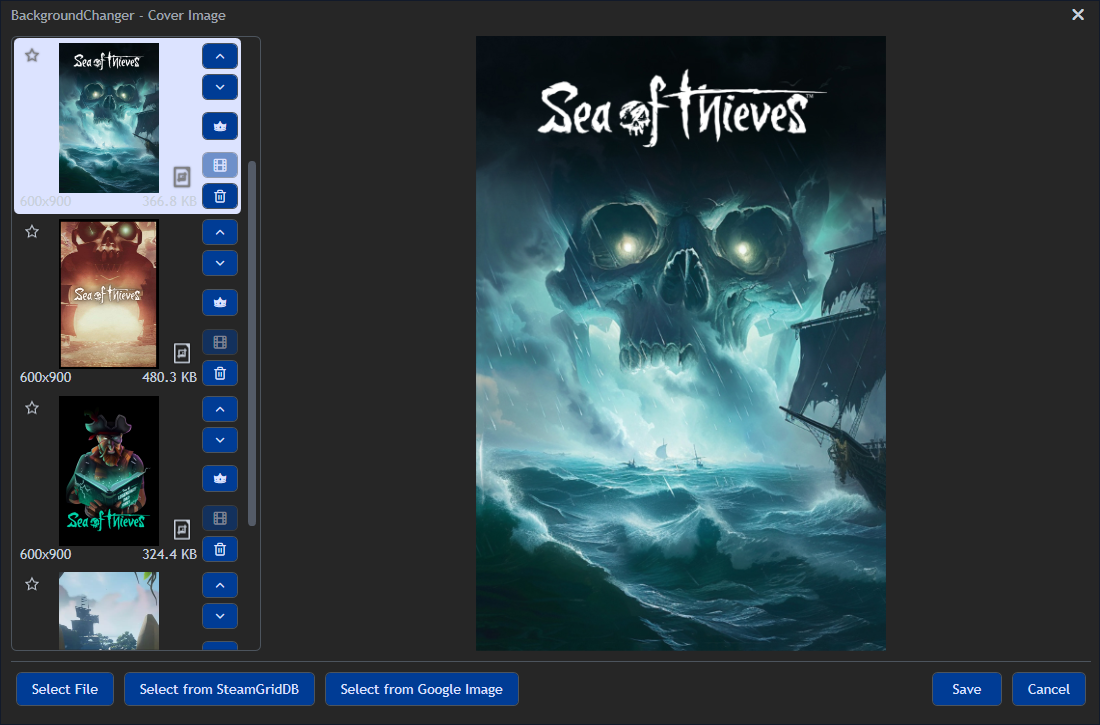 BackgroundChanger - Cover Image
Sea of Thieves
600x900
366.8 KB
Sea of Thieves
600x900
480.3 KB
Sea of Thieves
600x900
324.4 KB
Sea of Thieves™
Select File
Select from SteamGridDB
Select from Google Image
Save
Cancel